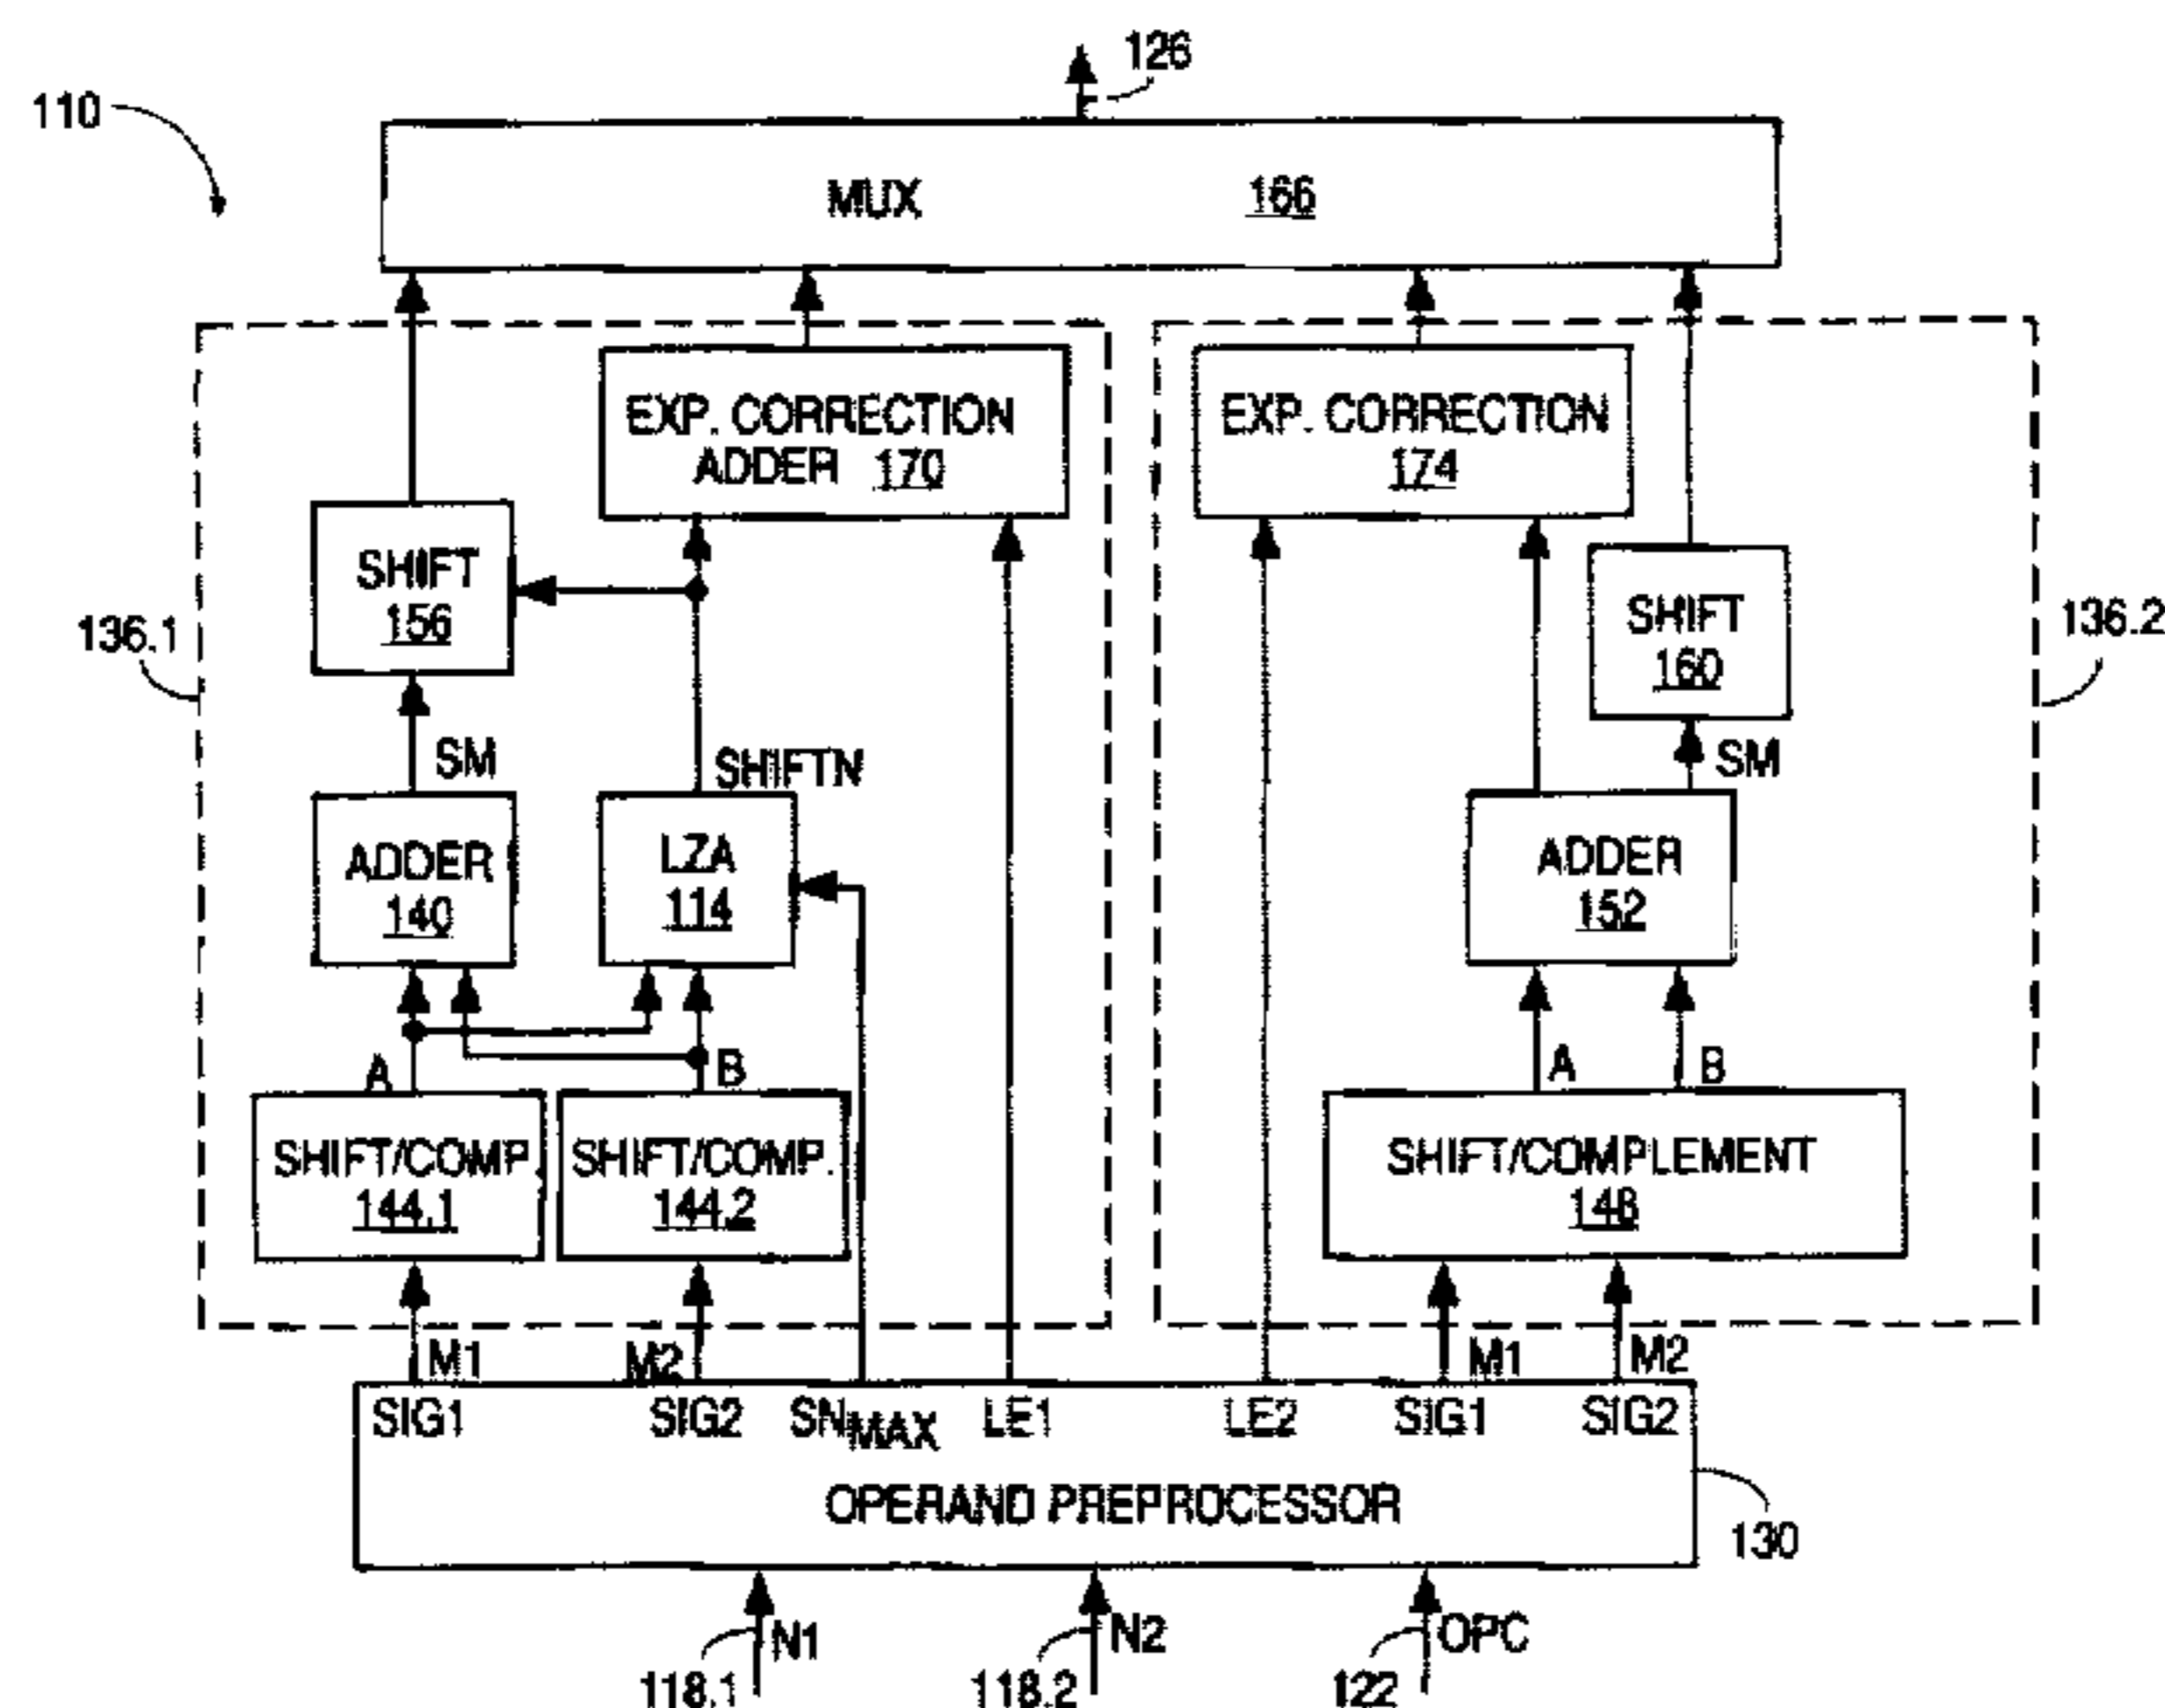 126
110
MUX 166
EXP. CORRECTION
ADDER 170
EXP. CORRECTION
174
SHIFT
156
SHIFT
160
136.1
136.2
SM
SHIFTN
SM
ADDER
140
LZA
114
ADDER
152
A
B
A
B
SHIFT/COMP.
144.1
SHIFT/COMP.
144.2
SHIFT/COMPLEMENT
148
M1
M2
M1
M2
SIG1
SIG2
SNMAX
LE1
LE2
SIG1
SIG2
OPERAND PREPROCESSOR
130
N1
N2
OPC
118.1
118.2
122